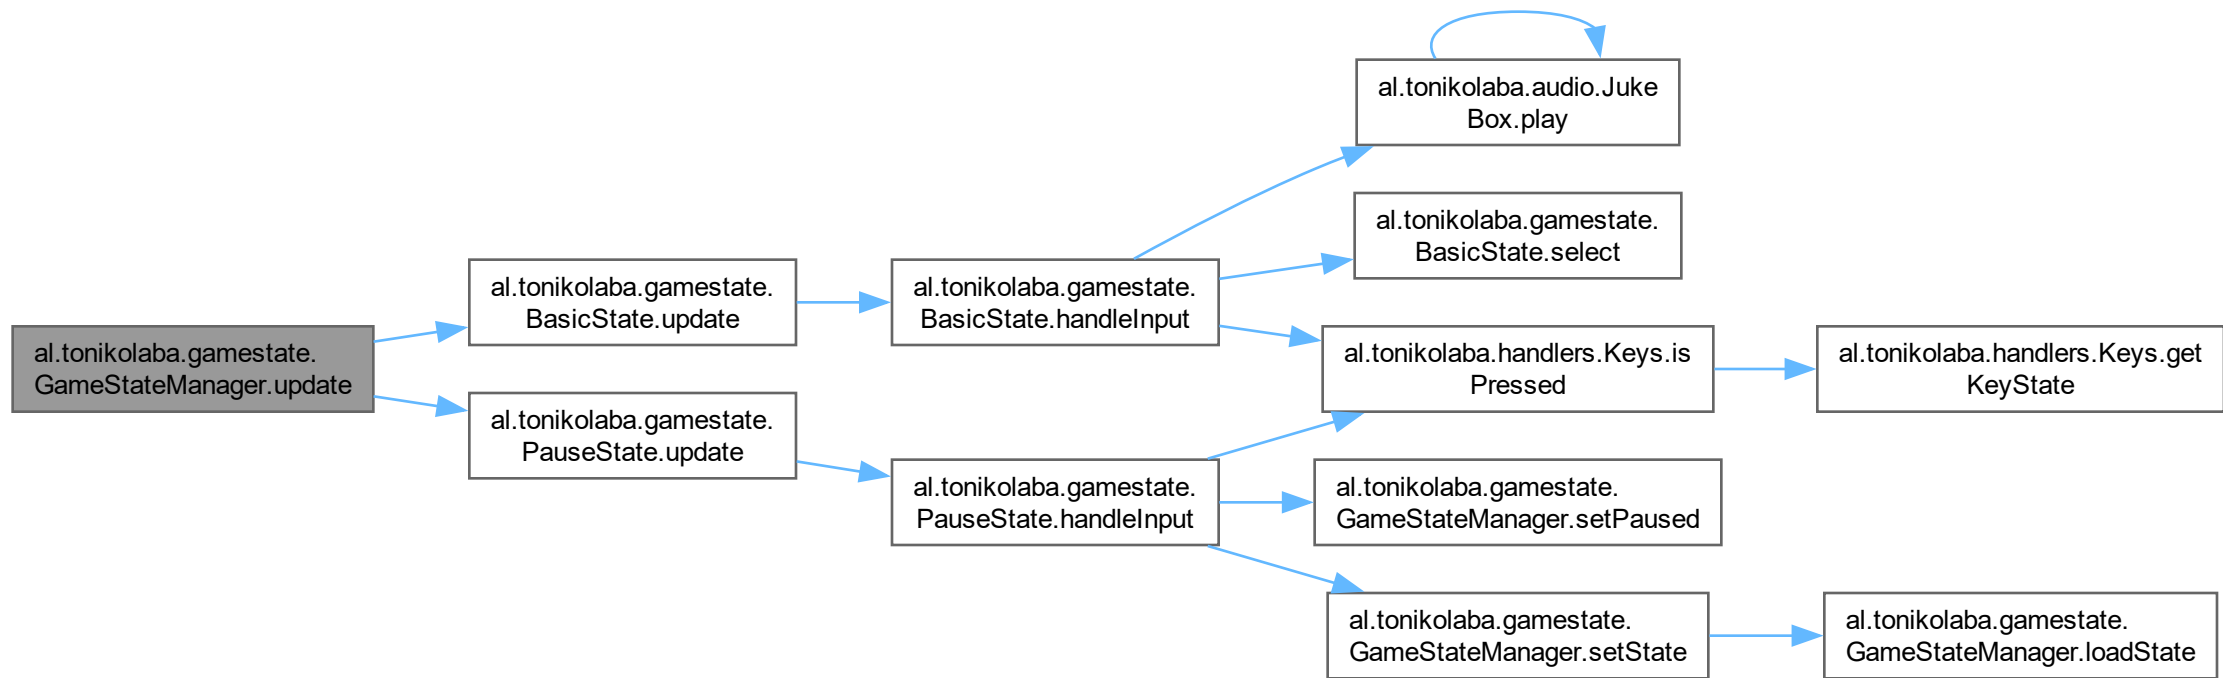 al.tonikolaba.gamestate.
GameStateManager.update
al.tonikolaba.gamestate.
BasicState.update
al.tonikolaba.gamestate.
PauseState.update
al.tonikolaba.gamestate.
BasicState.handleInput
al.tonikolaba.gamestate.
PauseState.handleInput
al.tonikolaba.audio.Juke
Box.play
al.tonikolaba.gamestate.
BasicState.select
al.tonikolaba.handlers.Keys.is
Pressed
al.tonikolaba.gamestate.
GameStateManager.setPaused
al.tonikolaba.gamestate.
GameStateManager.setState
al.tonikolaba.handlers.Keys.get
KeyState
al.tonikolaba.gamestate.
GameStateManager.loadState